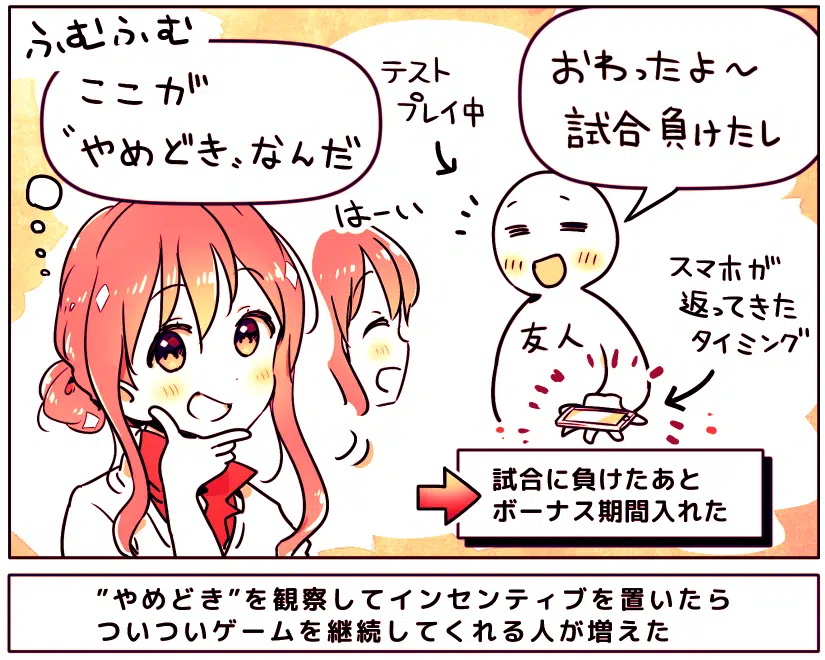 ふむふむ
ここが
〝やめどき〟なんだ
テスト
プレイ中
おわったよ～
試合負けたし
はーい
スマホが
返ってきた
タイミング
友人
試合に負けたあと
ボーナス期間入れた
"やめどき"を観察してインセンティブを置いたら
ついついゲームを継続してくれる人が増えた